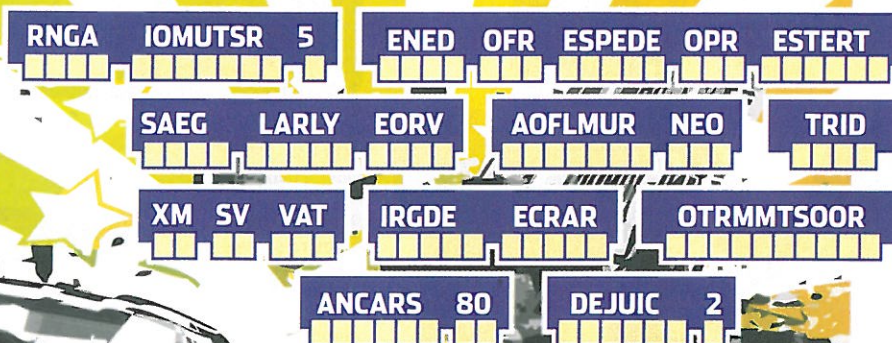 RNGA IOMUTSR 5 ENED OFR ESPEDE OPR ESTERT
SAEG LARLY EORV AOFLMUR NEO TRID
XM SV VAT IRGDE ECRAR OTRMMTSOOR
ANCARS 80 DEJUIC 2